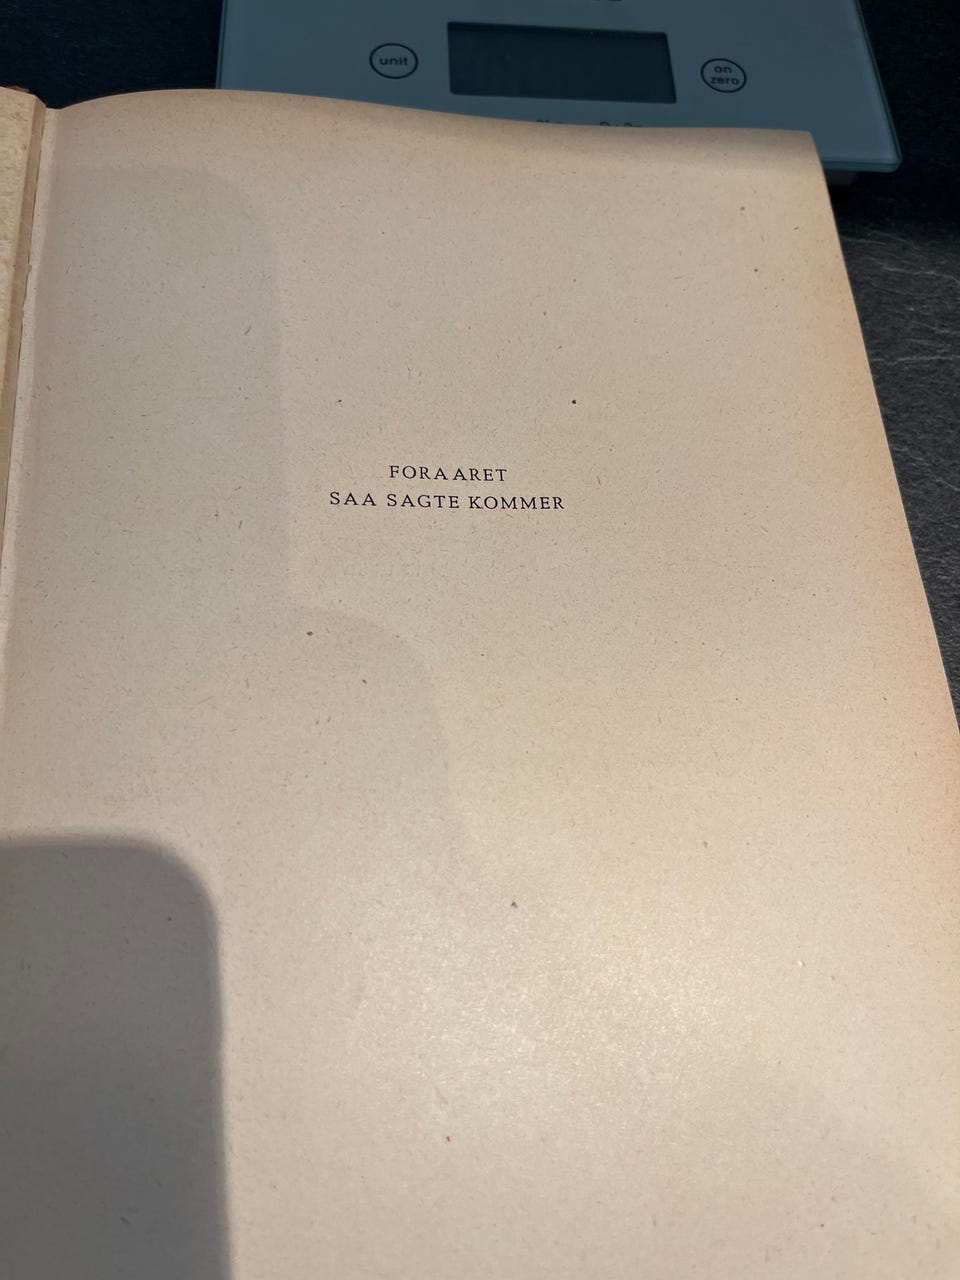 unit
on
zero
FORAARET
SAA SAGTE KOMMER